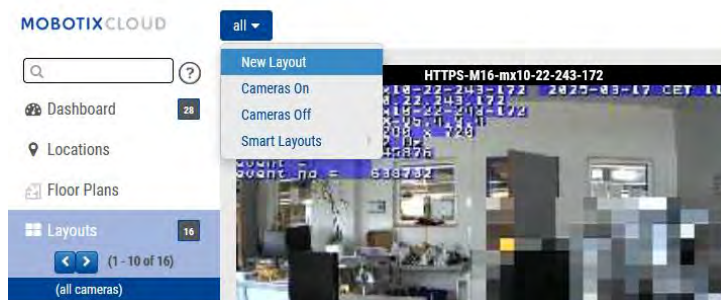 MOBOTIXCLOUD
all
New Layout
Cameras On
Cameras Off
Smart Layouts
?
Dashboard 28
Locations
Floor Plans
Layouts 16
(1 - 10 of 16)
(all cameras)
HTTPS-M16-mx10-22-243-172